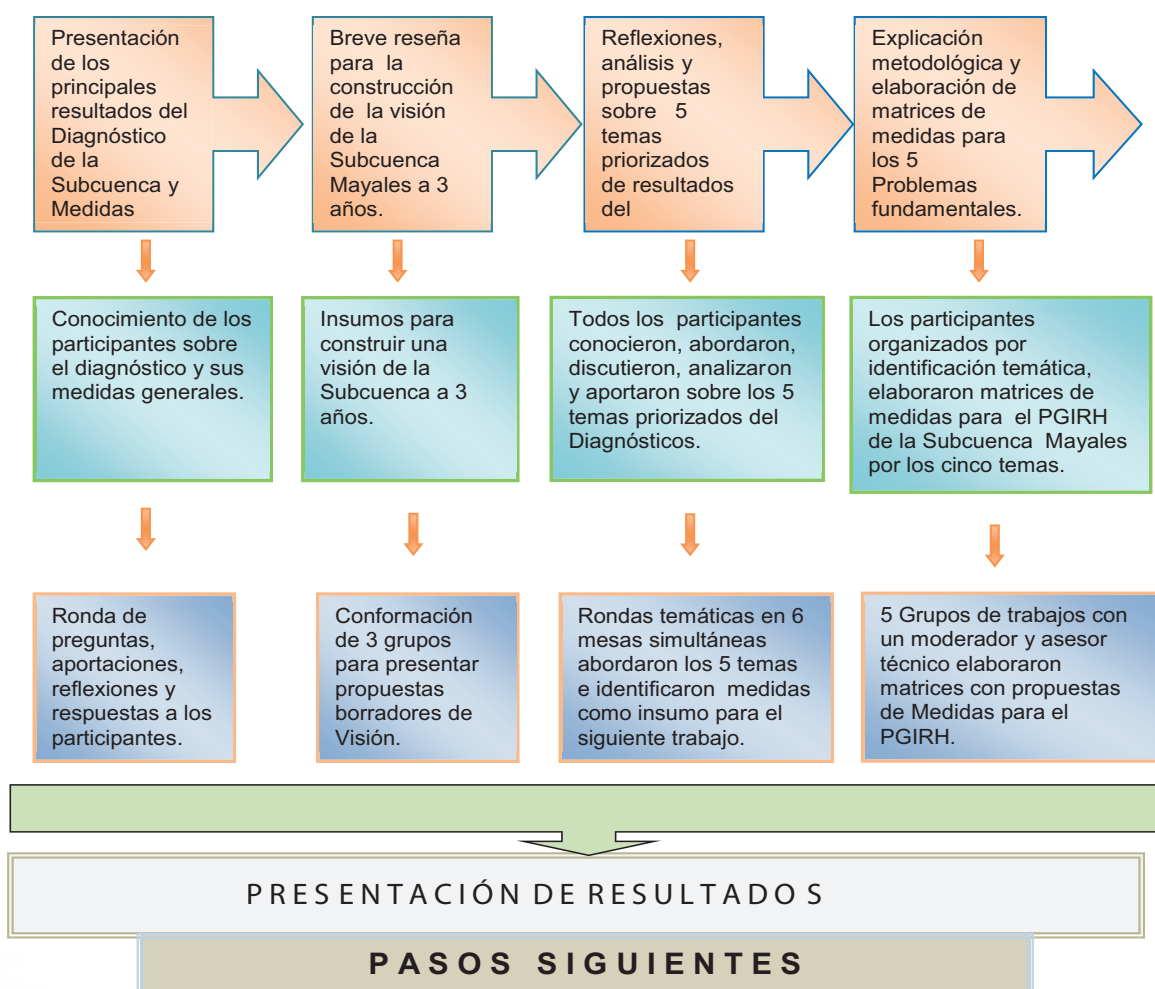 Presentación
de los
principales
resultados del
Diagnóstico
de la
Subcuenca y
Medidas
Breve reseña
para la
construcción
de la visión
de la
Subcuenca
Mayales a 3
años.
Reflexiones,
análisis y
propuestas
sobre 5
temas
priorizados
de resultados
del
Explicación
metodológica y
elaboración de
matrices de
medidas para
los 5
Problemas
fundamentales.
Conocimiento de los
participantes sobre
el diagnóstico y sus
medidas generales.
Insumos para
construir una
visión de la
Subcuenca a 3
años.
Todos los participantes
conocieron, abordaron,
discutieron, analizaron
y aportaron sobre los 5
temas priorizados del
Diagnósticos.
Los participantes
organizados por
identificación temática,
elaboraron matrices de
medidas para el PGIRH
de la Subcuenca Mayales
por los cinco temas.
Ronda de
preguntas,
aportaciones,
reflexiones y
respuestas a los
participantes.
Conformación
de 3 grupos
para presentar
propuestas
borradores de
Visión.
Rondas temáticas en 6
mesas simultáneas
abordaron los 5 temas
e identificaron medidas
como insumo para el
siguiente trabajo.
5 Grupos de trabajos con
un moderador y asesor
técnico elaboraron
matrices con propuestas
de Medidas para el
PGIRH.
PRESENTACIÓN DE RESULTADOS
PASOS SIGUIENTES